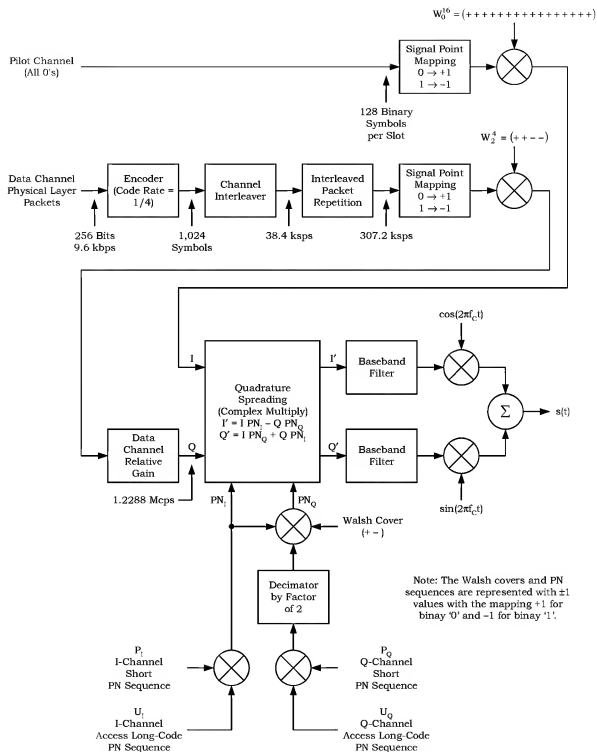 W₀¹⁶ = (+ + + + + + + + + + + + + + + +)
Pilot Channel
(All 0's)
Signal Point
Mapping
0 → +1
1 → −1
128 Binary
Symbols
per Slot
W₂⁴ = (+ + − −)
Data Channel
Physical Layer
Packets
Encoder
(Code Rate =
1/4)
Channel
Interleaver
Interleaved
Packet
Repetition
Signal Point
Mapping
0 → +1
1 → −1
256 Bits
9.6 kbps
1,024
Symbols
38.4 ksps
307.2 ksps
cos(2πf_Ct)
I
I'
Quadrature
Spreading
(Complex Multiply)
I' = I PN_I − Q PN_Q
Q' = I PN_Q + Q PN_I
Baseband
Filter
Σ
s(t)
Data
Channel
Relative
Gain
Q
Q'
Baseband
Filter
1.2288 Mcps
PN_I
PN_Q
sin(2πf_Ct)
Walsh Cover
(+ −)
Decimator
by Factor
of 2
Note: The Walsh covers and PN
sequences are represented with ±1
values with the mapping +1 for
binay '0' and −1 for binary '1'.
P_I
I-Channel
Short
PN Sequence
P_Q
Q-Channel
Short
PN Sequence
U_I
I-Channel
Access Long-Code
PN Sequence
U_Q
Q-Channel
Access Long-Code
PN Sequence